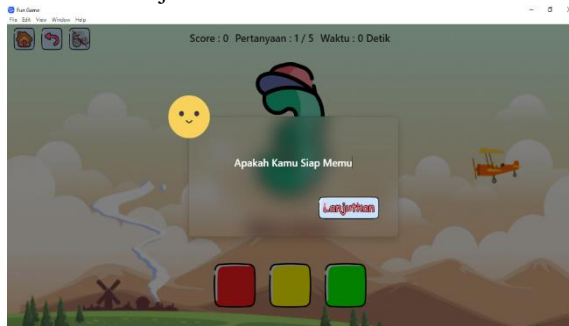 Fun Game
File Edit View Window Help
Score : 0 Pertanyaan : 1 / 5 Waktu : 0 Detik
Apakah Kamu Siap Memu
Lanjutkan